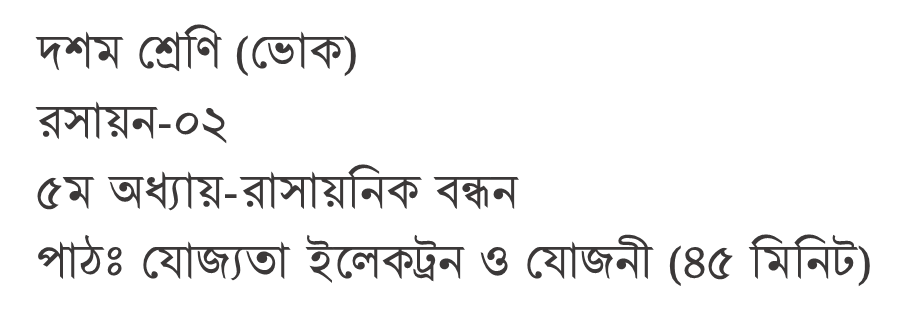 দশম শ্রেণি (ভোক)
রসায়ন-০২
৫ম অধ্যায়-রাসায়নিক বন্ধন
পাঠঃ যোজ্যতা ইলেকট্রন ও যোজনী (৪৫ মিনিট)